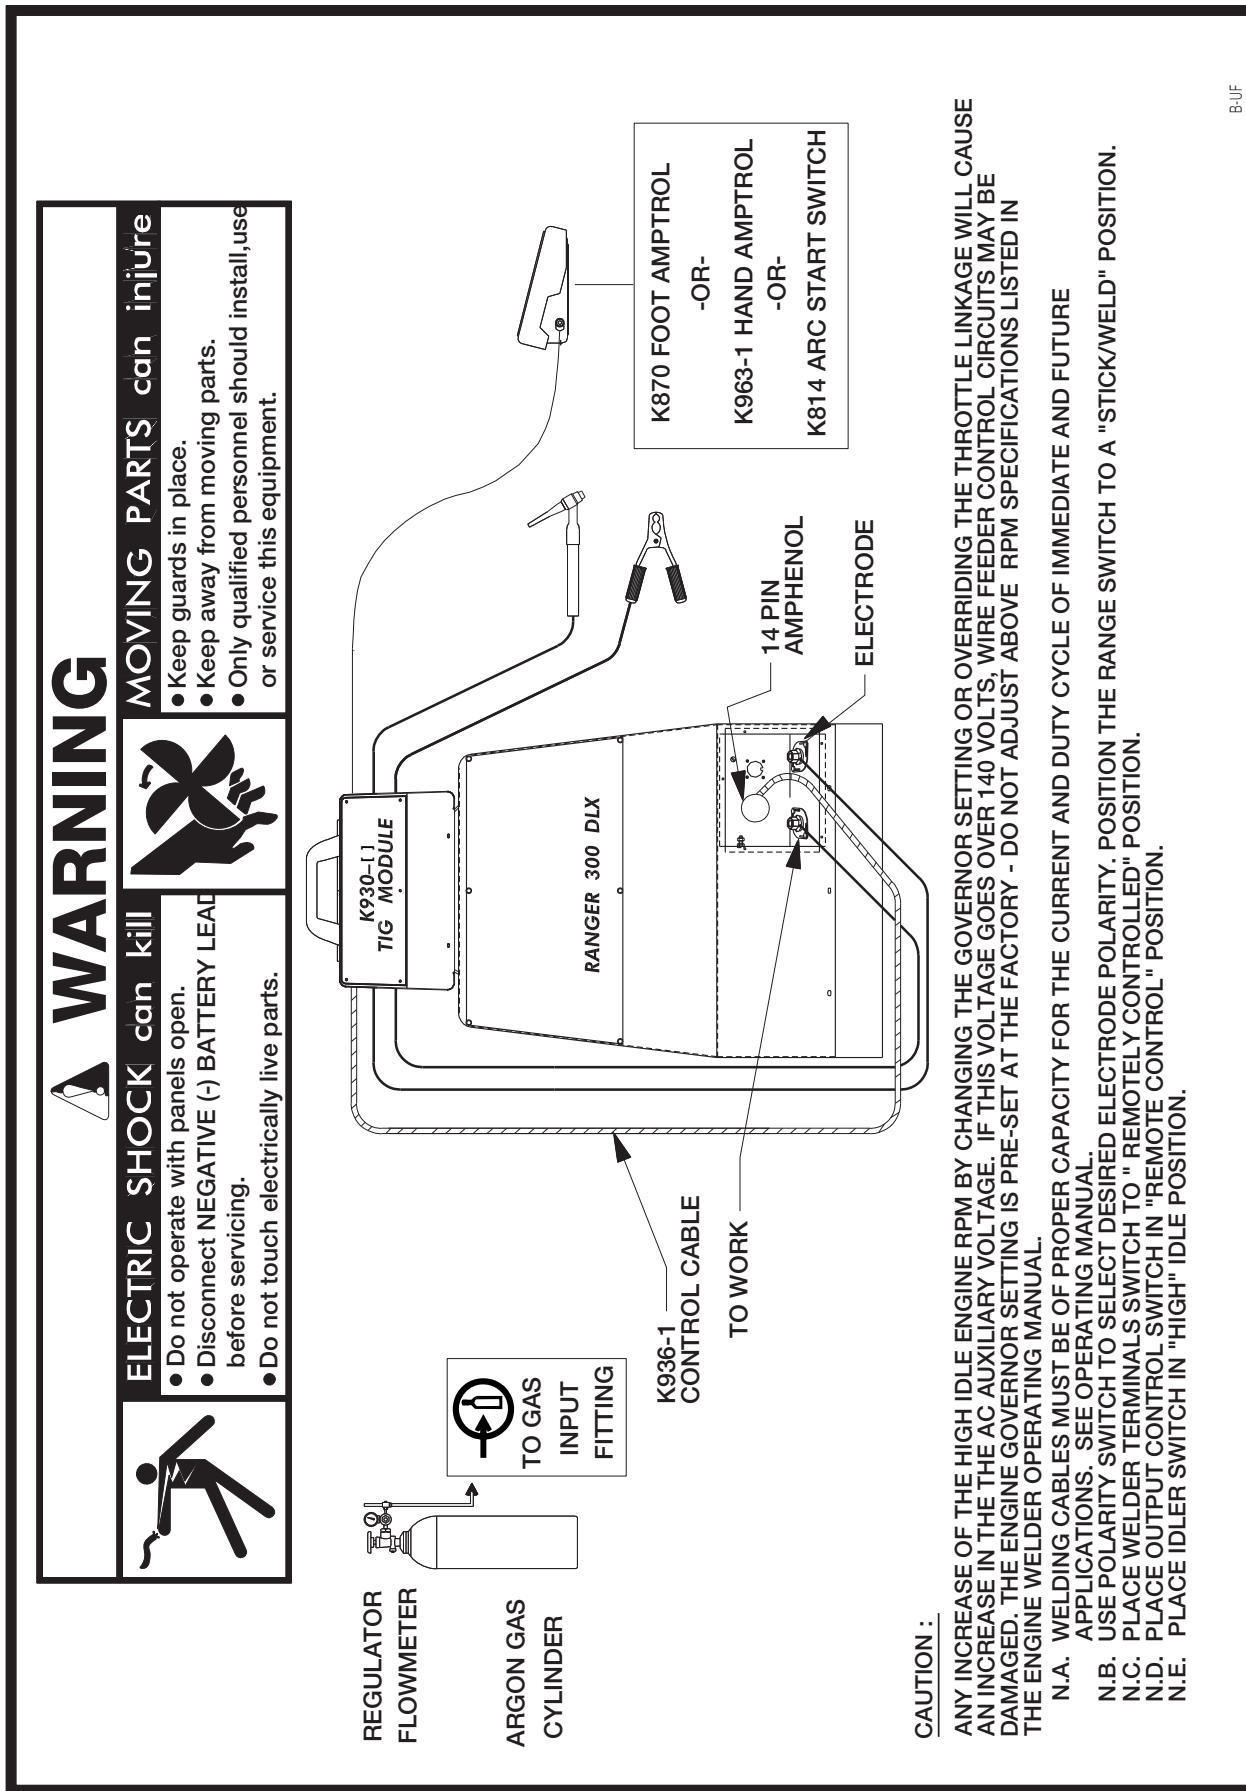 WARNING
ELECTRIC SHOCK can kill
● Do not operate with panels open.
● Disconnect NEGATIVE (-) BATTERY LEAD
before servicing.
● Do not touch electrically live parts.
MOVING PARTS can injure
● Keep guards in place.
● Keep away from moving parts.
● Only qualified personnel should install,use
or service this equipment.
REGULATOR
FLOWMETER
ARGON GAS
CYLINDER
TO GAS
INPUT
FITTING
K936-1
CONTROL CABLE
TO WORK
K930-[ ]
TIG MODULE
RANGER 300 DLX
14 PIN
AMPHENOL
ELECTRODE
K870 FOOT AMPTROL
-OR-
K963-1 HAND AMPTROL
-OR-
K814 ARC START SWITCH
CAUTION :
ANY INCREASE OF THE HIGH IDLE ENGINE RPM BY CHANGING THE GOVERNOR SETTING OR OVERRIDING THE THROTTLE LINKAGE WILL CAUSE
AN INCREASE IN THE THE AC AUXILIARY VOLTAGE. IF THIS VOLTAGE GOES OVER 140 VOLTS, WIRE FEEDER CONTROL CIRCUITS MAY BE
DAMAGED. THE ENGINE GOVERNOR SETTING IS PRE-SET AT THE FACTORY - DO NOT ADJUST ABOVE RPM SPECIFICATIONS LISTED IN
THE ENGINE WELDER OPERATING MANUAL.
N.A. WELDING CABLES MUST BE OF PROPER CAPACITY FOR THE CURRENT AND DUTY CYCLE OF IMMEDIATE AND FUTURE
APPLICATIONS. SEE OPERATING MANUAL.
N.B. USE POLARITY SWITCH TO SELECT DESIRED ELECTRODE POLARITY. POSITION THE RANGE SWITCH TO A "STICK/WELD" POSITION.
N.C. PLACE WELDER TERMINALS SWITCH TO " REMOTELY CONTROLLED" POSITION.
N.D. PLACE OUTPUT CONTROL SWITCH IN "REMOTE CONTROL" POSITION.
N.E. PLACE IDLER SWITCH IN "HIGH" IDLE POSITION.
B-UF